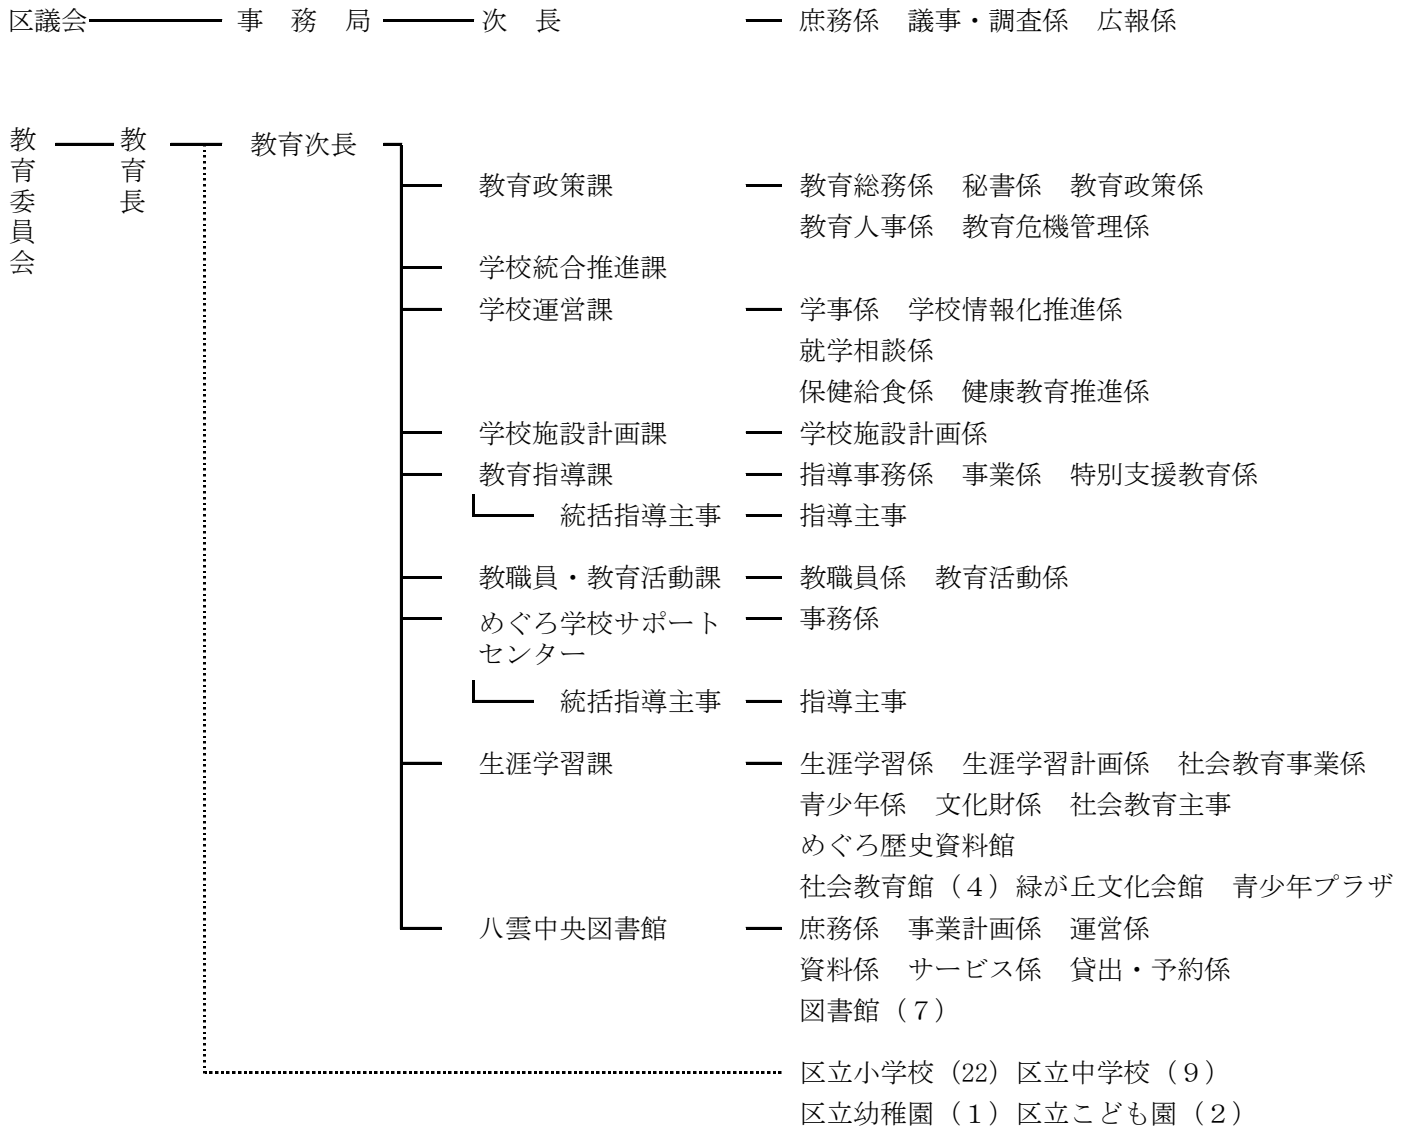 区議会 事 務 局 次 長 庶務係 議事・調査係 広報係
教育委員会 教育長 教育次長
教育政策課 教育総務係 秘書係 教育政策係
教育人事係 教育危機管理係
学校統合推進課
学校運営課 学事係 学校情報化推進係
就学相談係
保健給食係 健康教育推進係
学校施設計画課 学校施設計画係
教育指導課 指導事務係 事業係 特別支援教育係
統括指導主事 指導主事
教職員・教育活動課 教職員係 教育活動係
めぐろ学校サポート 事務係
センター
統括指導主事 指導主事
生涯学習課 生涯学習係 生涯学習計画係 社会教育事業係
青少年係 文化財係 社会教育主事
めぐろ歴史資料館
社会教育館（４）緑が丘文化会館 青少年プラザ
八雲中央図書館 庶務係 事業計画係 運営係
資料係 サービス係 貸出・予約係
図書館（７）
区立小学校（22）区立中学校（９）
区立幼稚園（１）区立こども園（２）